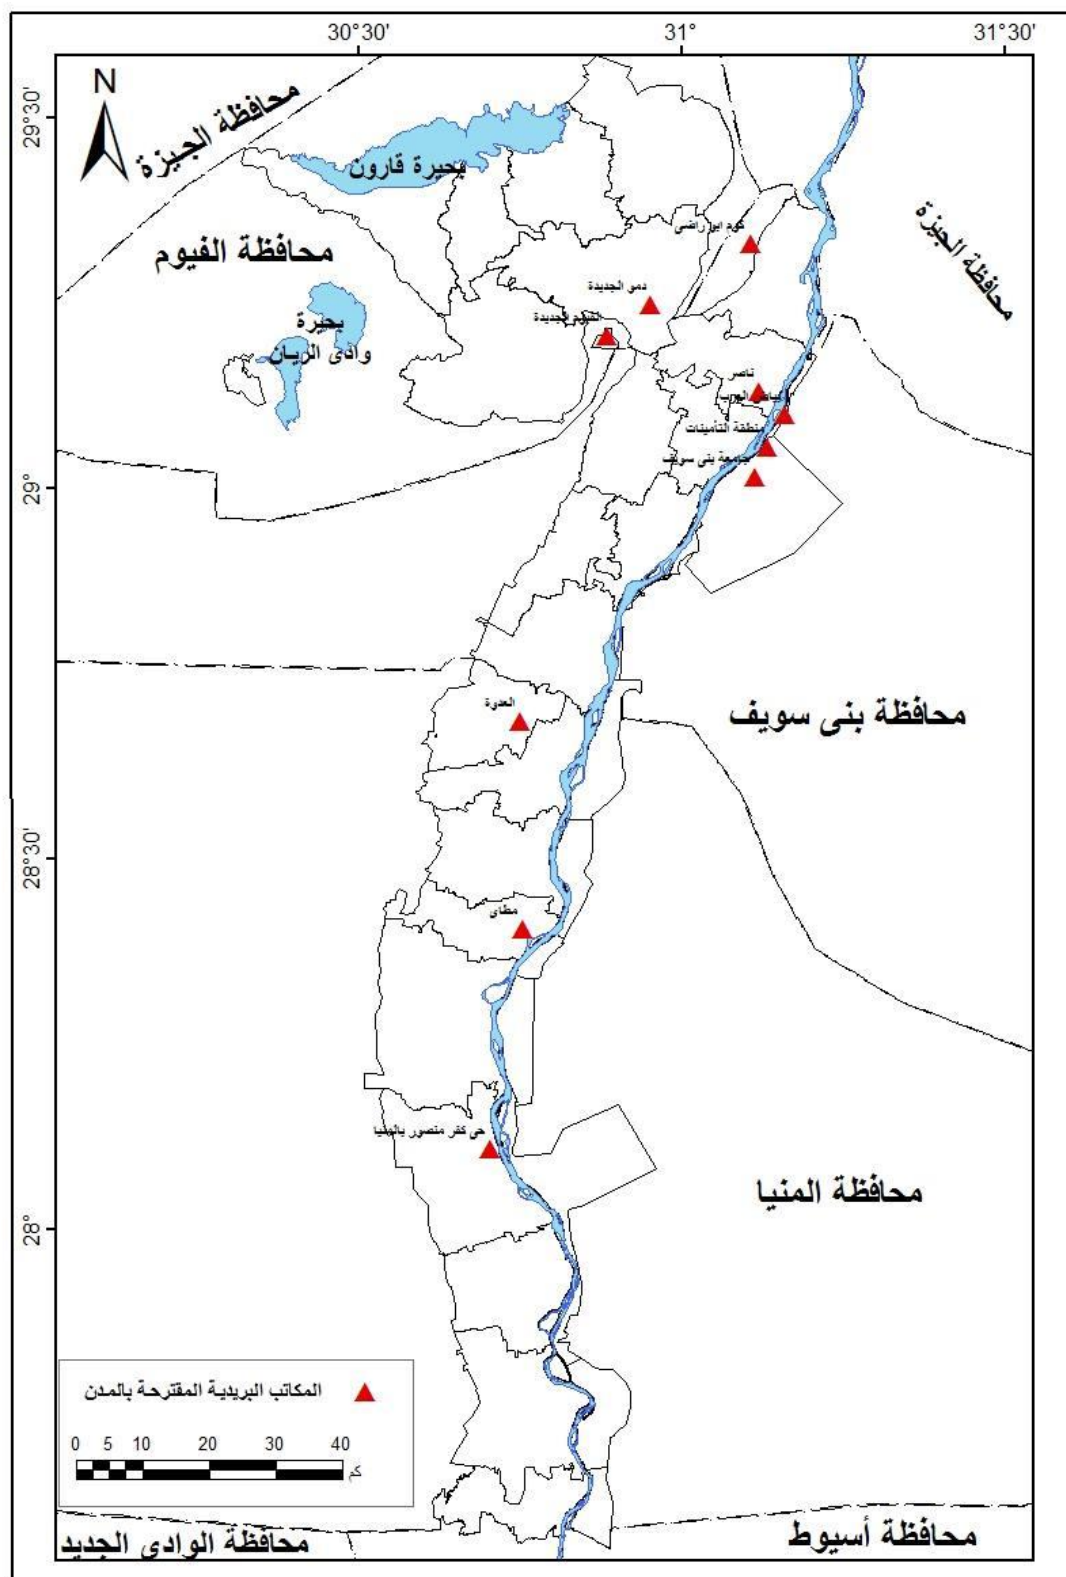 30°30'
31°
31°30'
N
29°30'
محافظة الجيزة
بحيرة قارون
محافظة الجيزة
كوم ابو راضى
محافظة الفيوم
دمو الجديدة
الفيوم الجديدة
بحيرة
وادى الريان
ناصر
بياض العرب
منطقة التأمينات
جامعة بنى سويف
29°
العدوة
محافظة بنى سويف
28°30'
مطاى
حى كفر منصور بالمنيا
محافظة المنيا
28°
المكاتب البريدية المقترحة بالمدن
0 5 10 20 30 40
كم
محافظة أسيوط
محافظة الوادى الجديد